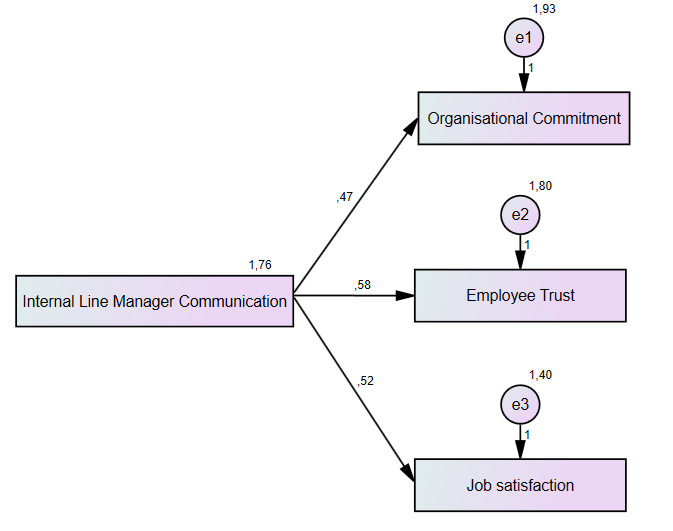 1,93
e1
1
Organisational Commitment
,47
1,80
e2
1
1,76
Internal Line Manager Communication
,58
Employee Trust
,52
1,40
e3
1
Job satisfaction